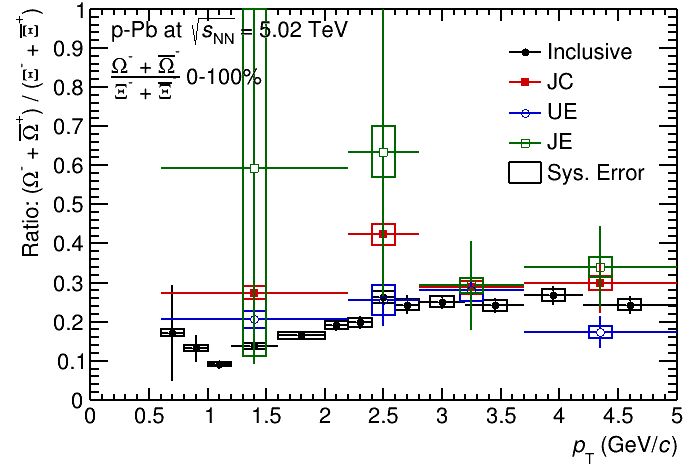 1
0.9
0.8
0.7
0.6
0.5
0.4
0.3
0.2
0.1
0
Ratio: (Ω⁻ + Ω̅⁺) / (Ξ⁻ + Ξ̅⁺)
p-Pb at √s_NN = 5.02 TeV
Ω⁻ + Ω̅⁻
Ξ⁻ + Ξ̅⁻
0-100%
Inclusive
JC
UE
JE
Sys. Error
0 0.5 1 1.5 2 2.5 3 3.5 4 4.5 5
p_T (GeV/c)